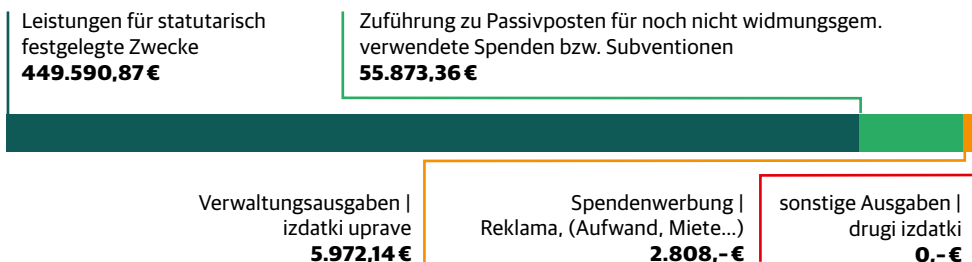 Leistungen für statutarisch
festgelegte Zwecke
449.590,87 €
Zuführung zu Passivposten für noch nicht widmungsgem.
verwendete Spenden bzw. Subventionen
55.873,36 €
Verwaltungsausgaben |
izdatki uprave
5.972,14 €
Spendenwerbung |
Reklama, (Aufwand, Miete...)
2.808,- €
sonstige Ausgaben |
drugi izdatki
0,- €